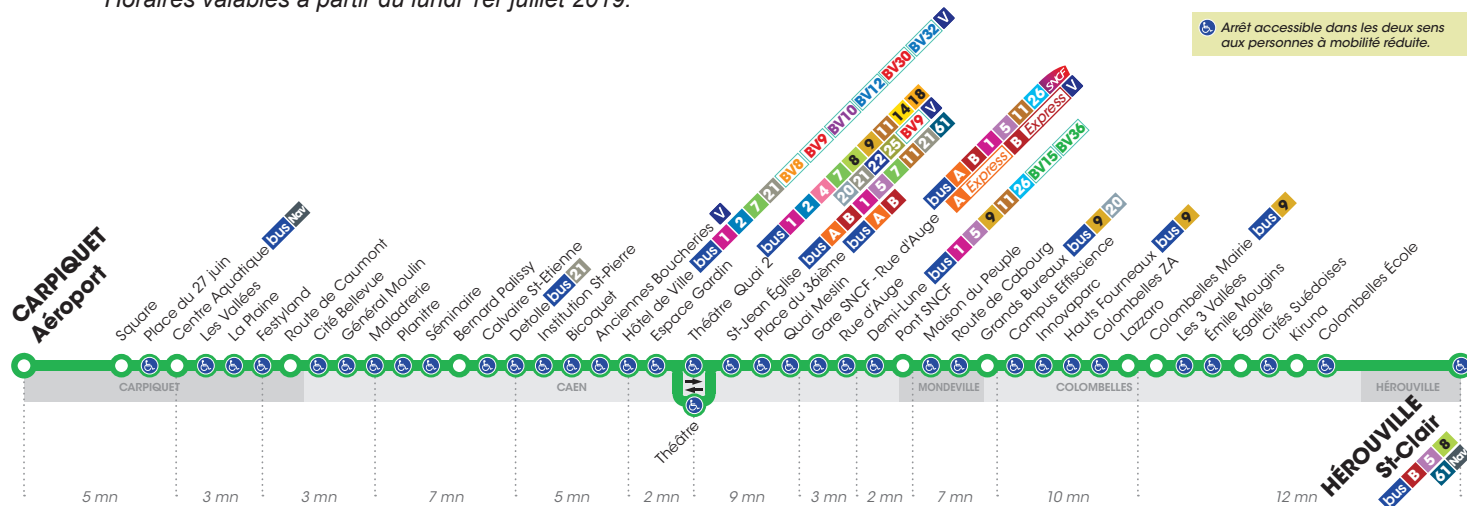 Horaires valables à partir du lundi 1er juillet 2019.
Arrêt accessible dans les deux sens
aux personnes à mobilité réduite.
CARPIQUET
Aéroport
Square
Place du 27 juin
Centre Aquatique bus Nav
Les Vallées
La Plaine
Festyland
Route de Caumont
Cité Bellevue
Général Moulin
Maladrerie
Planitre
Séminaire
Bernard Palissy
Calvaire St-Etienne
Detolle bus 21
Institution St-Pierre
Bicoquet
Anciennes Boucheries V
Hôtel de Ville bus 1 2 7 21 BV8 BV9 BV10 BV12 BV30 BV32 V
Espace Gardin
Théâtre Quai 2 bus 1 2 4 7 8 9 11 14 18
20 21 22 25 BV9 V
St-Jean Église bus A B 1 5 7 11 21 61
Place du 36ième bus A B
Quai Meslin
Gare SNCF - Rue d'Auge bus A B 1 5 11 26 SNCF
A Express B Express V
Rue d'Auge
Demi-Lune bus 1 5 9 11 26 BV15 BV36
Pont SNCF
Maison du Peuple
Route de Cabourg
Grands Bureaux bus 9 20
Campus Effiscience
Innovaparc
Hauts Fourneaux bus 9
Colombelles ZA
Lazzaro
Colombelles Mairie bus 9
Les 3 Vallées
Émile Mougins
Égalité
Cités Suédoises
Kiruna
Colombelles École
CARPIQUET
CAEN
MONDEVILLE
COLOMBELLES
HÉROUVILLE
Théâtre
HÉROUVILLE
St-Clair
bus B 5 8
61 Nav
5 mn
3 mn
3 mn
7 mn
5 mn
2 mn
9 mn
3 mn
2 mn
7 mn
10 mn
12 mn